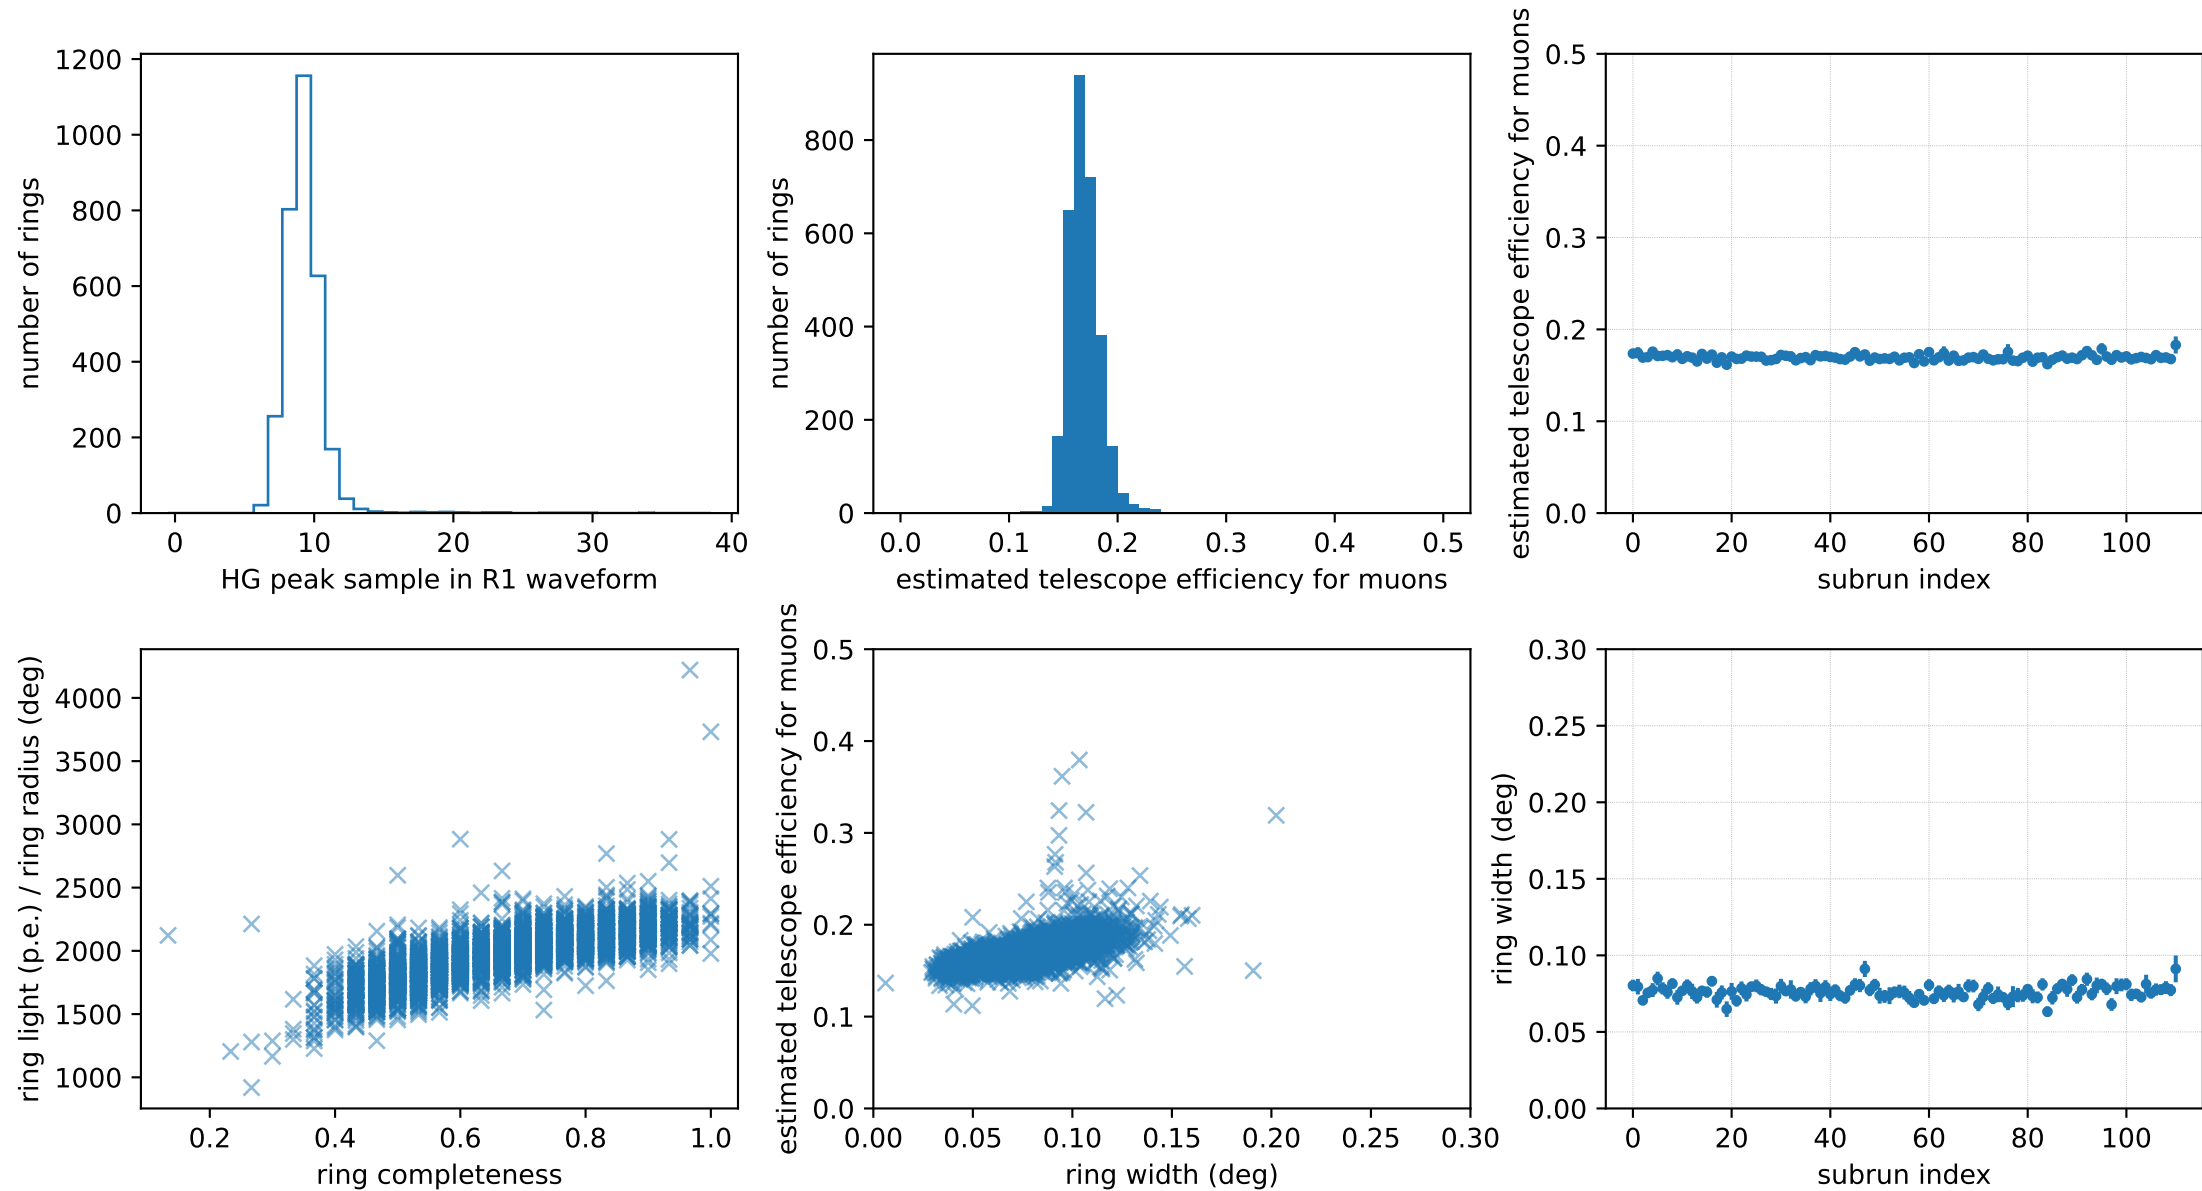 1200
1000
800
600
400
200
0
number of rings
0 10 20 30 40
HG peak sample in R1 waveform
800
600
400
200
0
number of rings
0.0 0.1 0.2 0.3 0.4 0.5
estimated telescope efficiency for muons
0.5
0.4
0.3
0.2
0.1
0.0
estimated telescope efficiency for muons
0 20 40 60 80 100
subrun index
4000
3500
3000
2500
2000
1500
1000
ring light (p.e.) / ring radius (deg)
0.2 0.4 0.6 0.8 1.0
ring completeness
0.5
0.4
0.3
0.2
0.1
0.0
estimated telescope efficiency for muons
0.00 0.05 0.10 0.15 0.20 0.25 0.30
ring width (deg)
0.30
0.25
0.20
0.15
0.10
0.05
0.00
ring width (deg)
0 20 40 60 80 100
subrun index